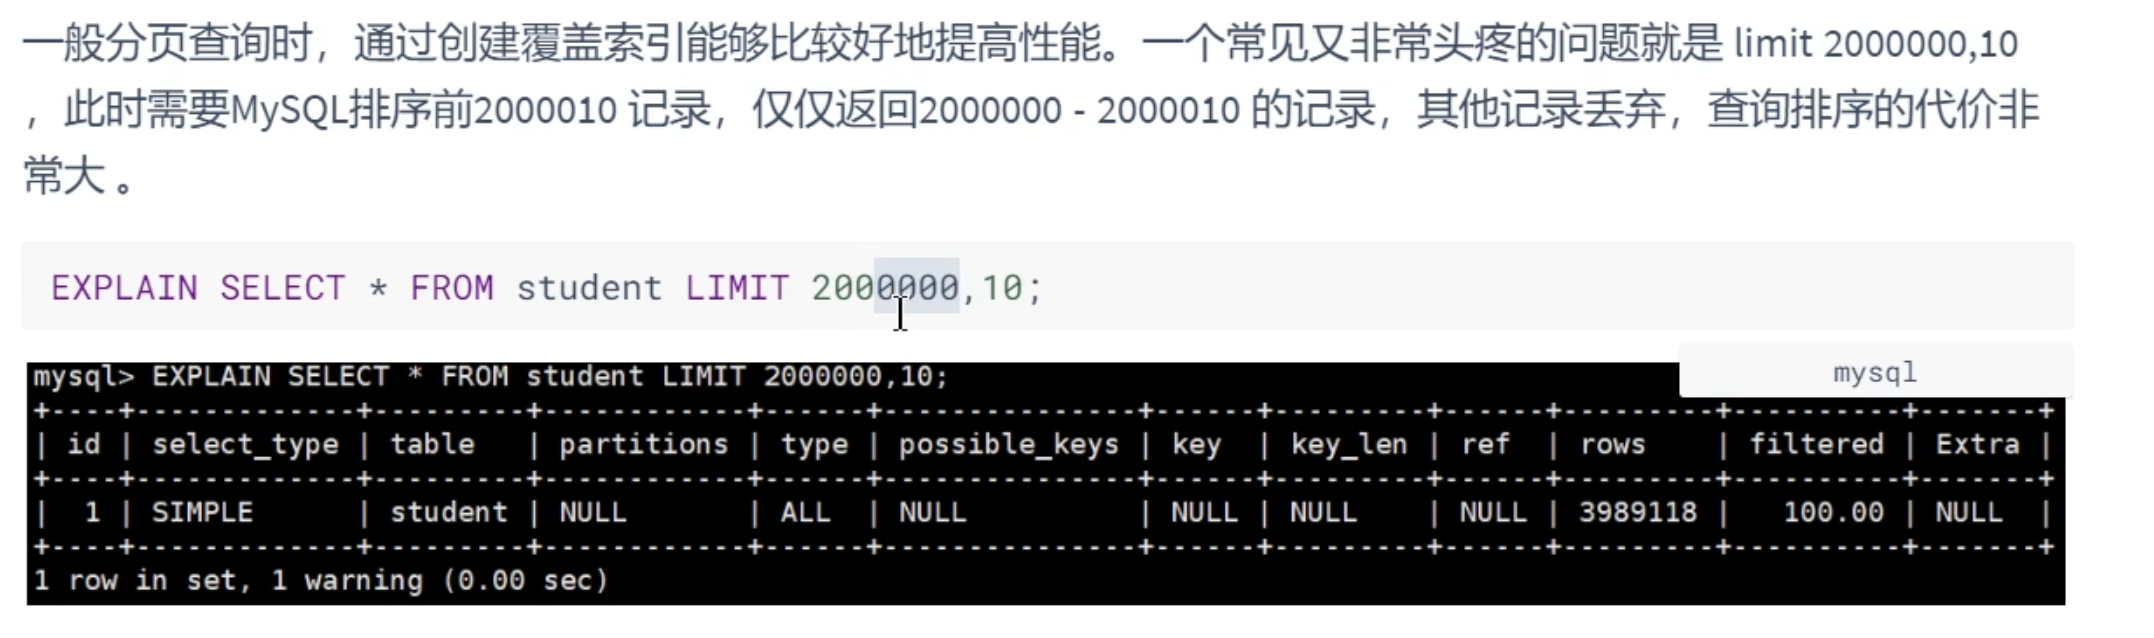 一般分页查询时，通过创建覆盖索引能够比较好地提高性能。一个常见又非常头疼的问题就是 limit 2000000,10
，此时需要MySQL排序前2000010 记录，仅仅返回2000000 - 2000010 的记录，其他记录丢弃，查询排序的代价非
常大 。
EXPLAIN SELECT * FROM student LIMIT 2000000,10;
mysql
mysql> EXPLAIN SELECT * FROM student LIMIT 2000000,10;
+----+-------------+---------+------------+------+---------------+------+---------+------+---------+----------+-------+
| id | select_type | table   | partitions | type | possible_keys | key  | key_len | ref  | rows    | filtered | Extra |
+----+-------------+---------+------------+------+---------------+------+---------+------+---------+----------+-------+
|  1 | SIMPLE      | student | NULL       | ALL  | NULL          | NULL | NULL    | NULL | 3989118 |   100.00 | NULL  |
+----+-------------+---------+------------+------+---------------+------+---------+------+---------+----------+-------+
1 row in set, 1 warning (0.00 sec)